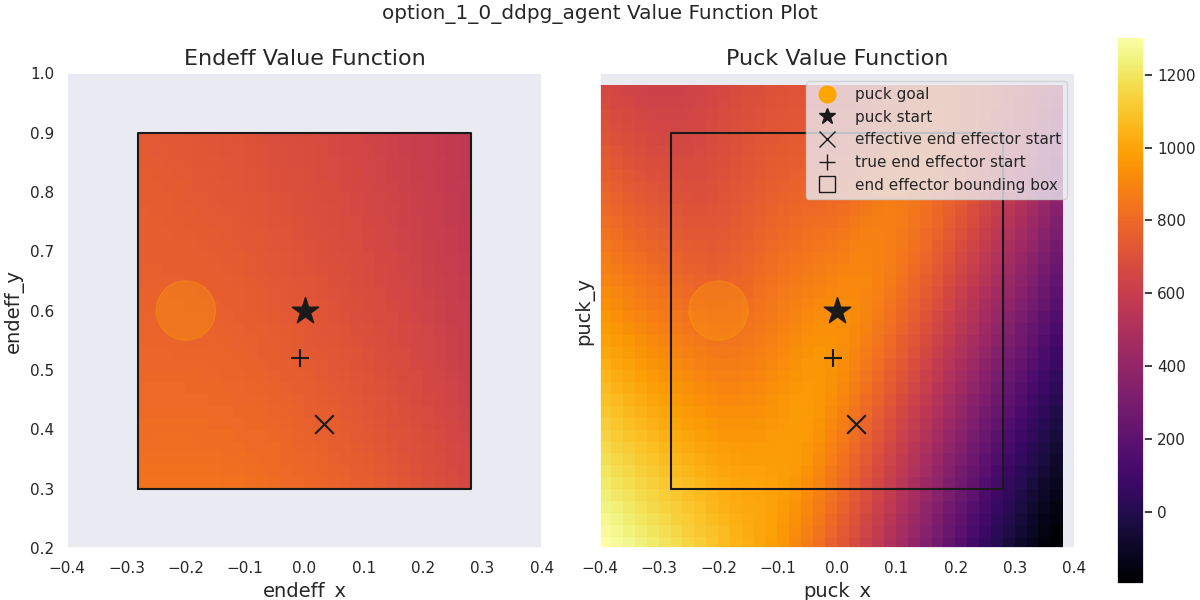 option_1_0_ddpg_agent Value Function Plot
Endeff Value Function
Puck Value Function
1.0
0.9
0.8
0.7
0.6
0.5
0.4
0.3
0.2
endeff_y
−0.4 −0.3 −0.2 −0.1 0.0 0.1 0.2 0.3 0.4
endeff_x
puck_y
puck goal
puck start
effective end effector start
true end effector start
end effector bounding box
−0.4 −0.3 −0.2 −0.1 0.0 0.1 0.2 0.3 0.4
puck_x
1200
1000
800
600
400
200
0